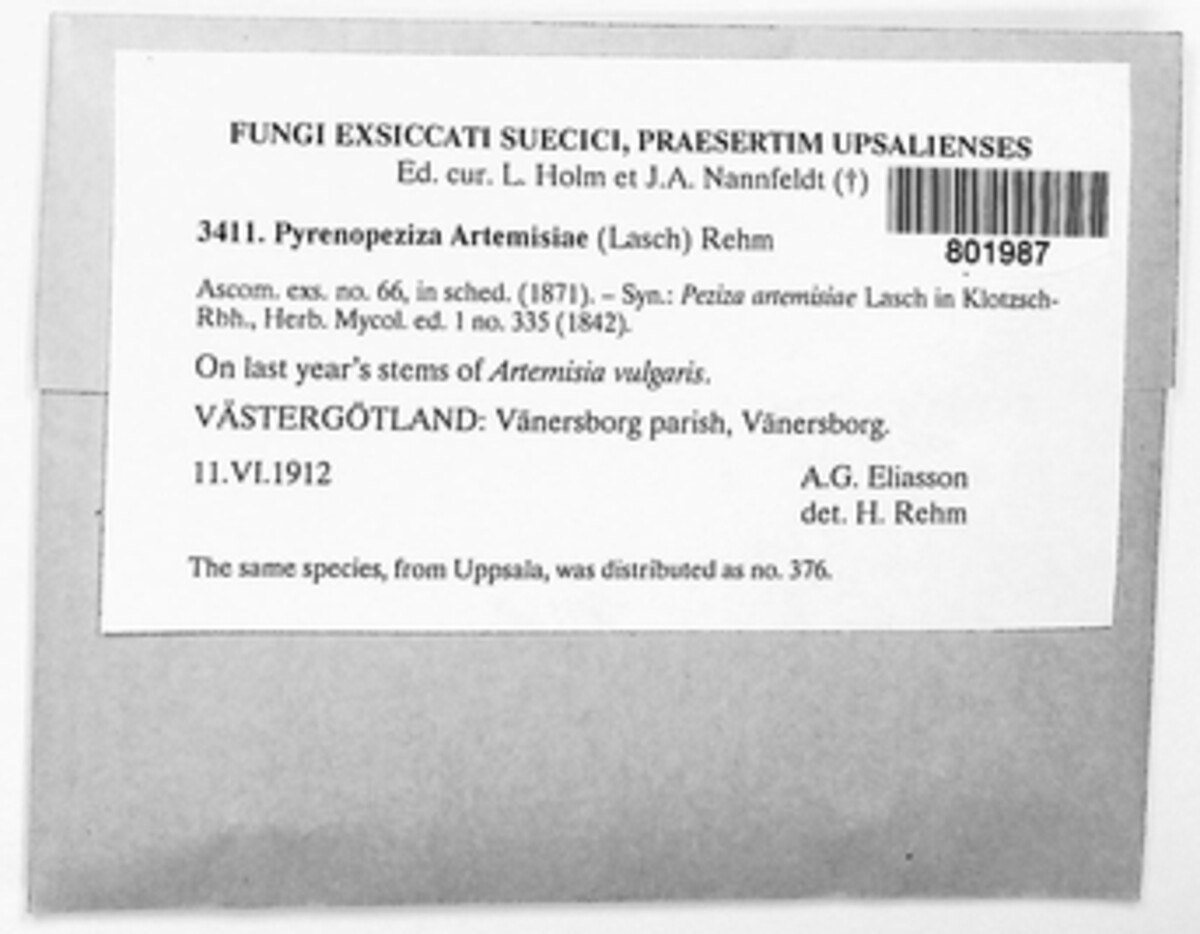 FUNGI EXSICCATI SUECICI, PRAESERTIM UPSALIENSES
Ed. cur. L. Holm et J.A. Nannfeldt (†)
801987
3411. Pyrenopeziza Artemisiae (Lasch) Rehm
Ascom. exs. no. 66, in sched. (1871). – Syn.: Peziza artemisiae Lasch in Klotzsch-
Rbh., Herb. Mycol. ed. 1 no. 335 (1842).
On last year's stems of Artemisia vulgaris.
VÄSTERGÖTLAND: Vänersborg parish, Vänersborg.
11.VI.1912
A.G. Eliasson
det. H. Rehm
The same species, from Uppsala, was distributed as no. 376.